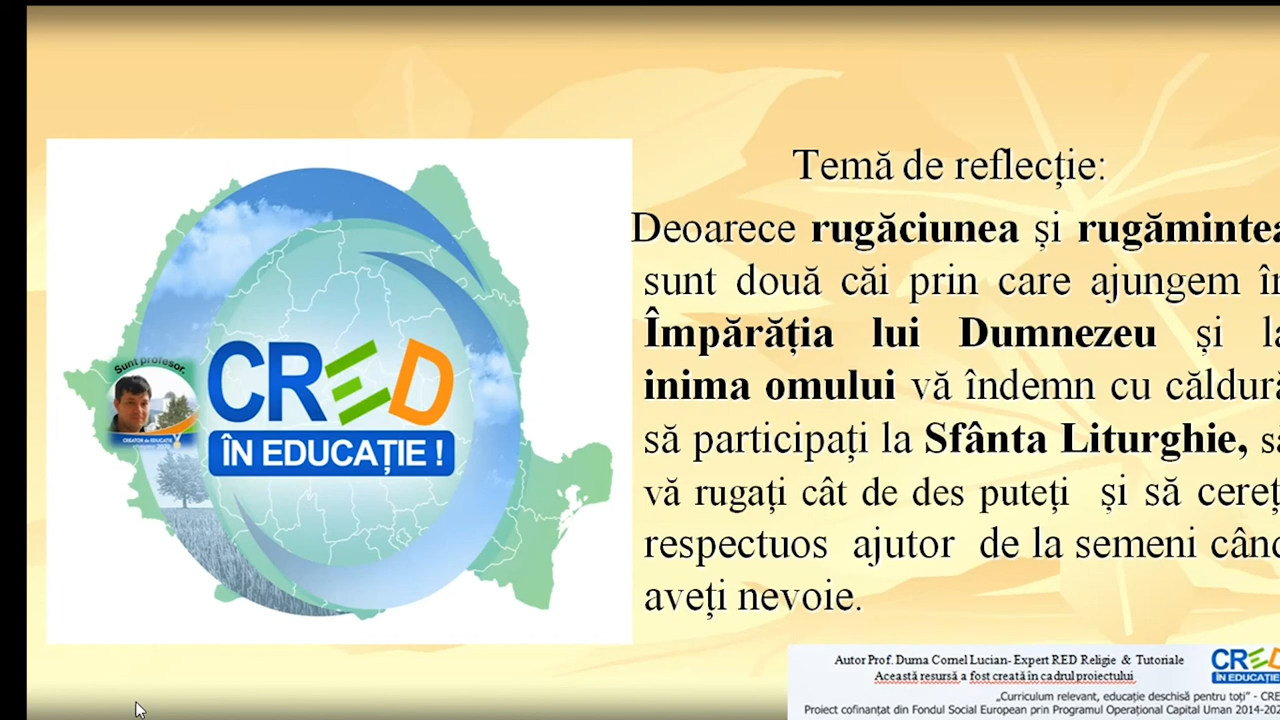 Temă de reflecție:
Deoarece rugăciunea și rugămintea
sunt două căi prin care ajungem în
Împărăția lui Dumnezeu și la
inima omului vă îndemn cu căldură
să participați la Sfânta Liturghie, să
vă rugați cât de des puteți și să cereți
respectuos ajutor de la semeni când
aveți nevoie.
Sunt profesor.
CREATOR de EDUCAȚIE
CRED
ÎN EDUCAȚIE !
Autor Prof. Duma Cornel Lucian- Expert RED Religie & Tutoriale
Această resursă a fost creată în cadrul proiectului
CRED
ÎN EDUCAȚIE
„Curriculum relevant, educație deschisă pentru toți" - CRE
Proiect cofinanțat din Fondul Social European prin Programul Operațional Capital Uman 2014-202